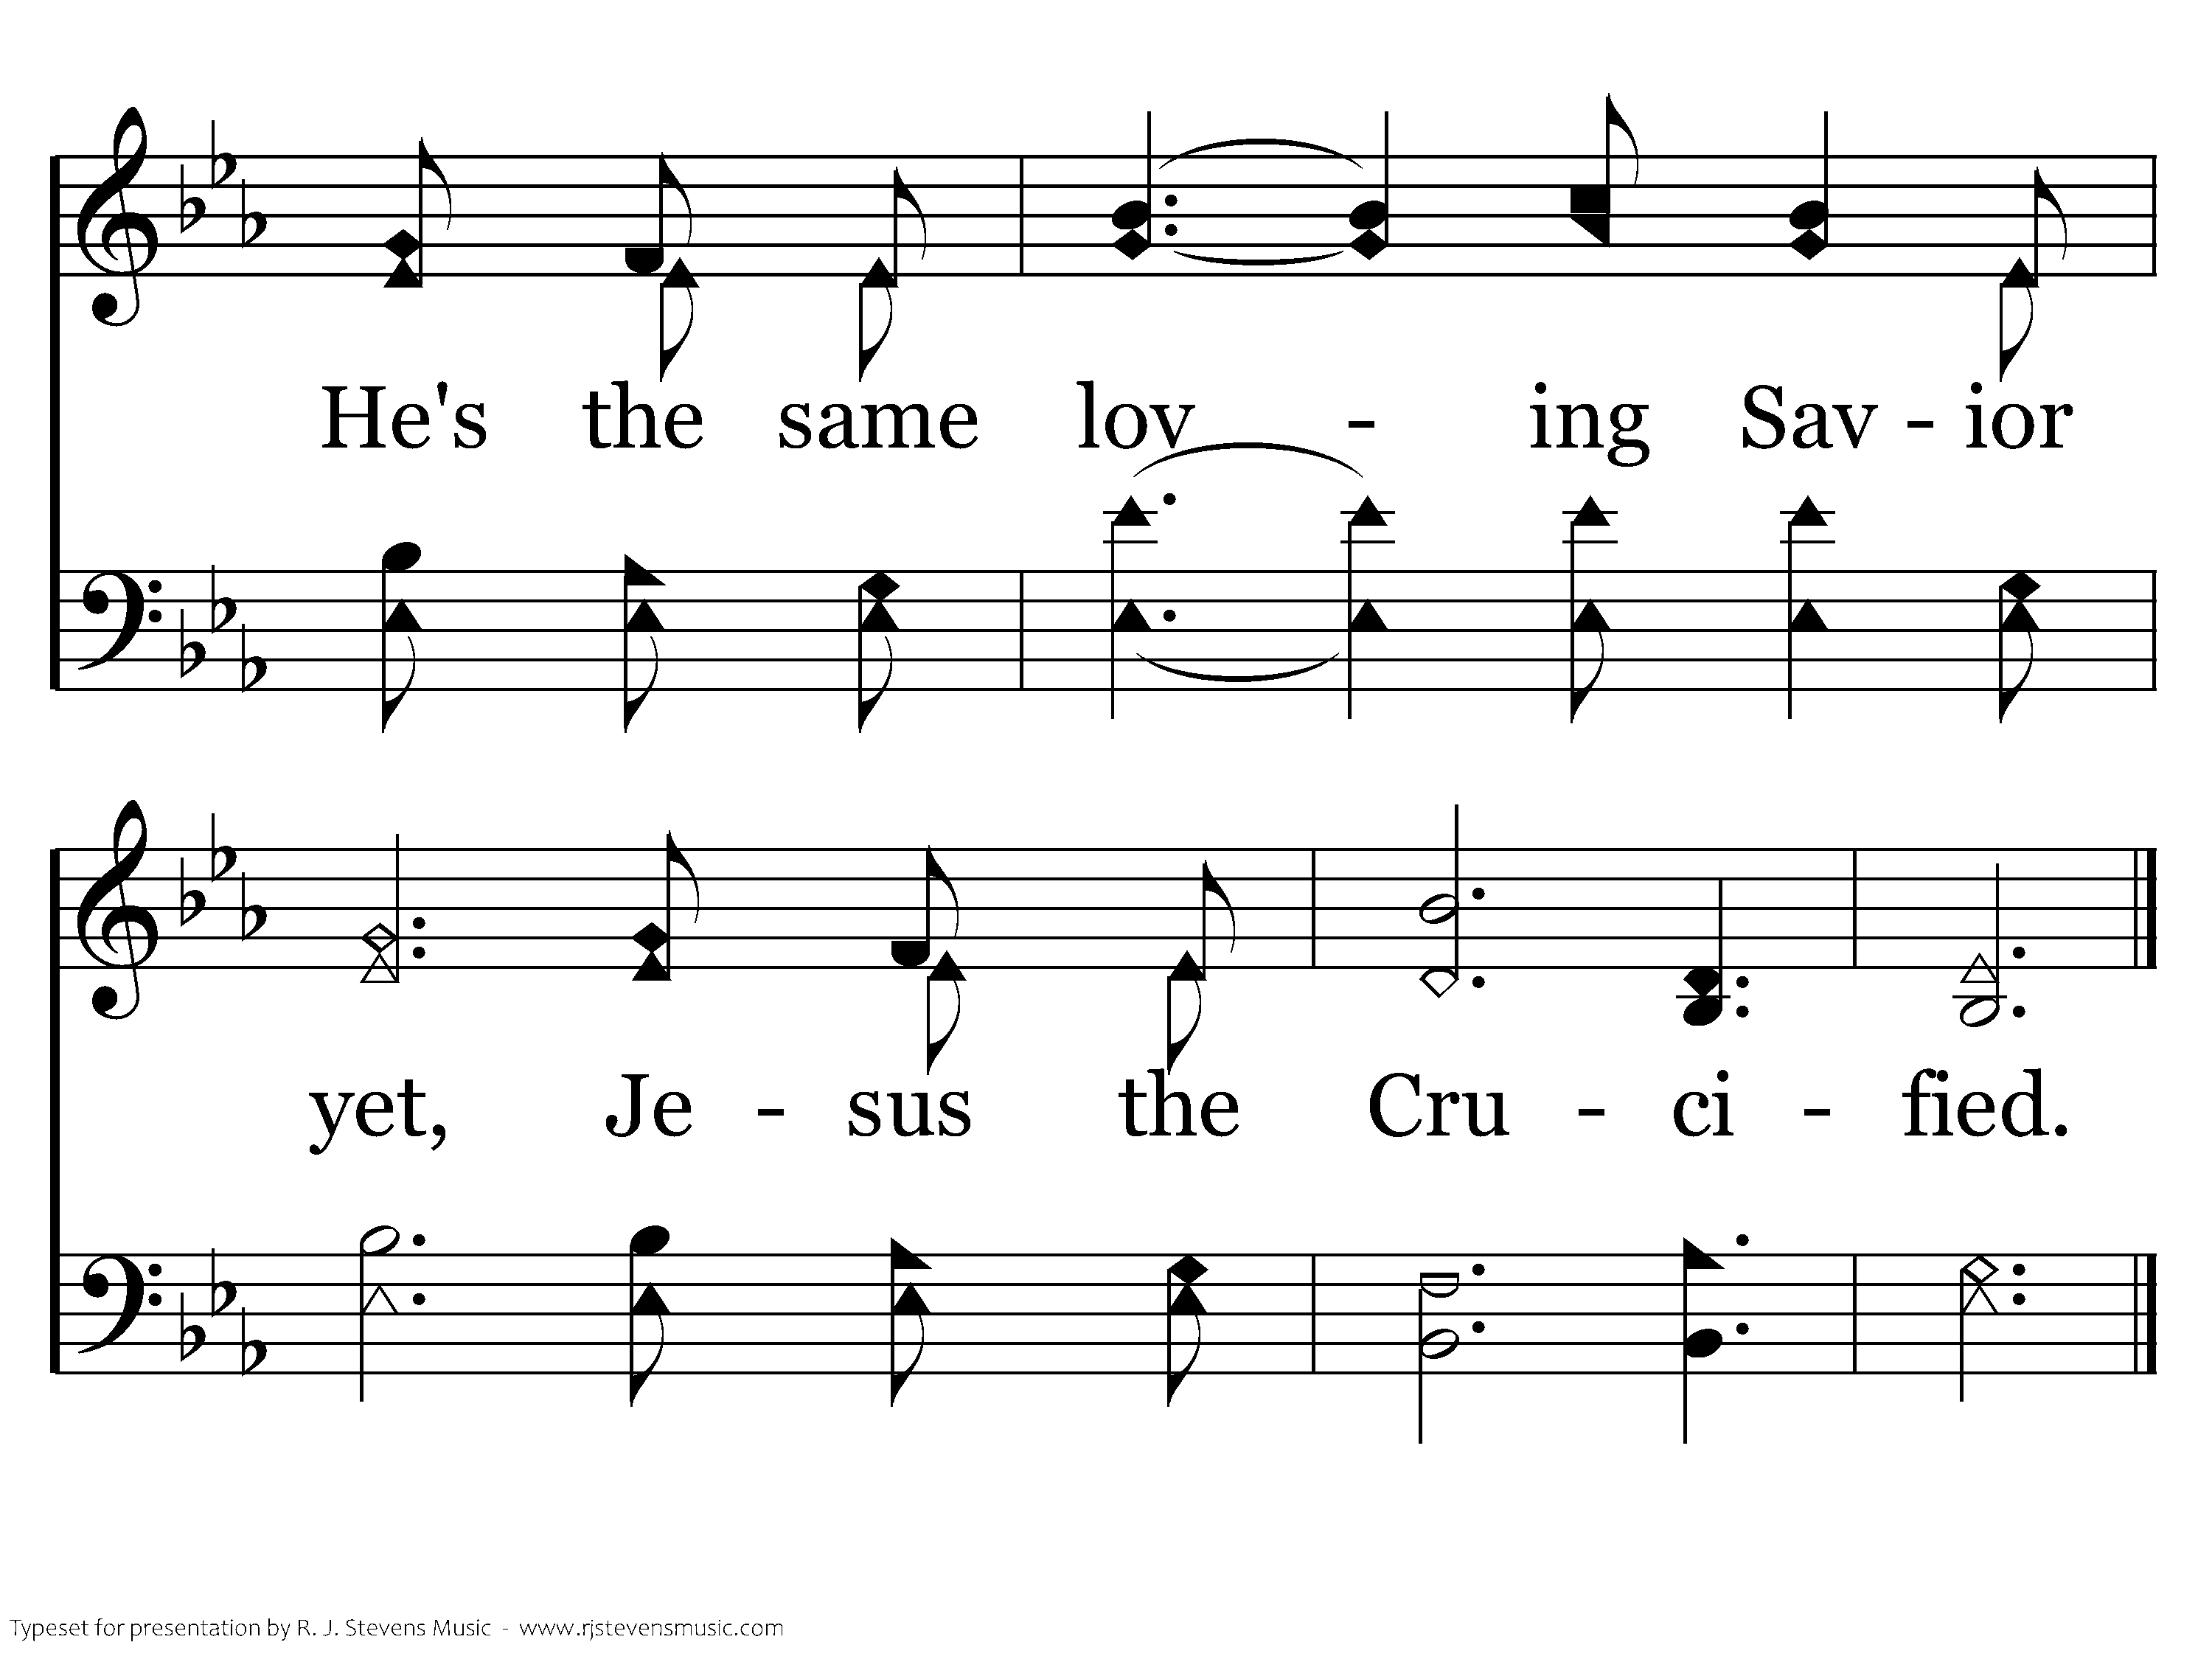 He's the same lov - ing Sav - ior
yet, Je - sus the Cru - ci - fied.
Typeset for presentation by R. J. Stevens Music - www.rjstevensmusic.com